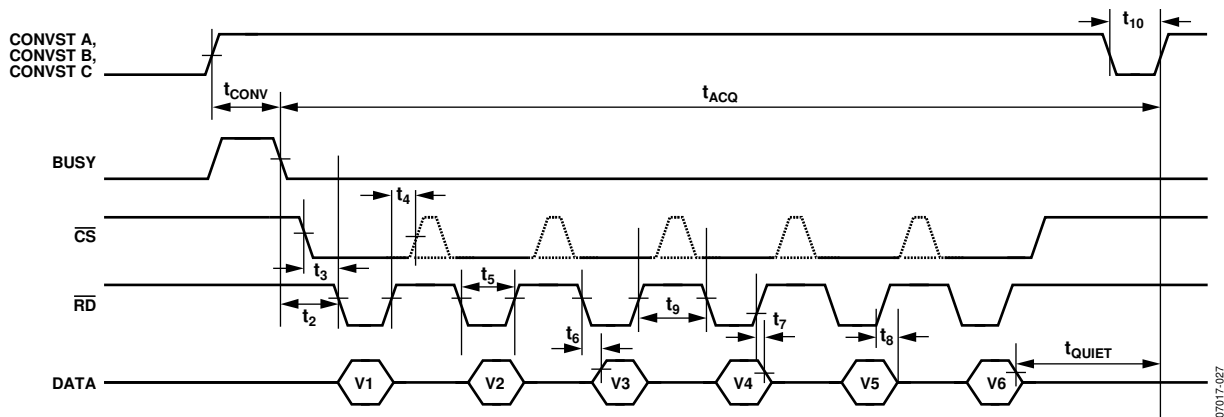 CONVST A,
CONVST B,
CONVST C
t10
tCONV
tACQ
BUSY
t4
CS
t3
t5
RD
t2
t9
t6
t7
t8
tQUIET
DATA
V1
V2
V3
V4
V5
V6
07017-027